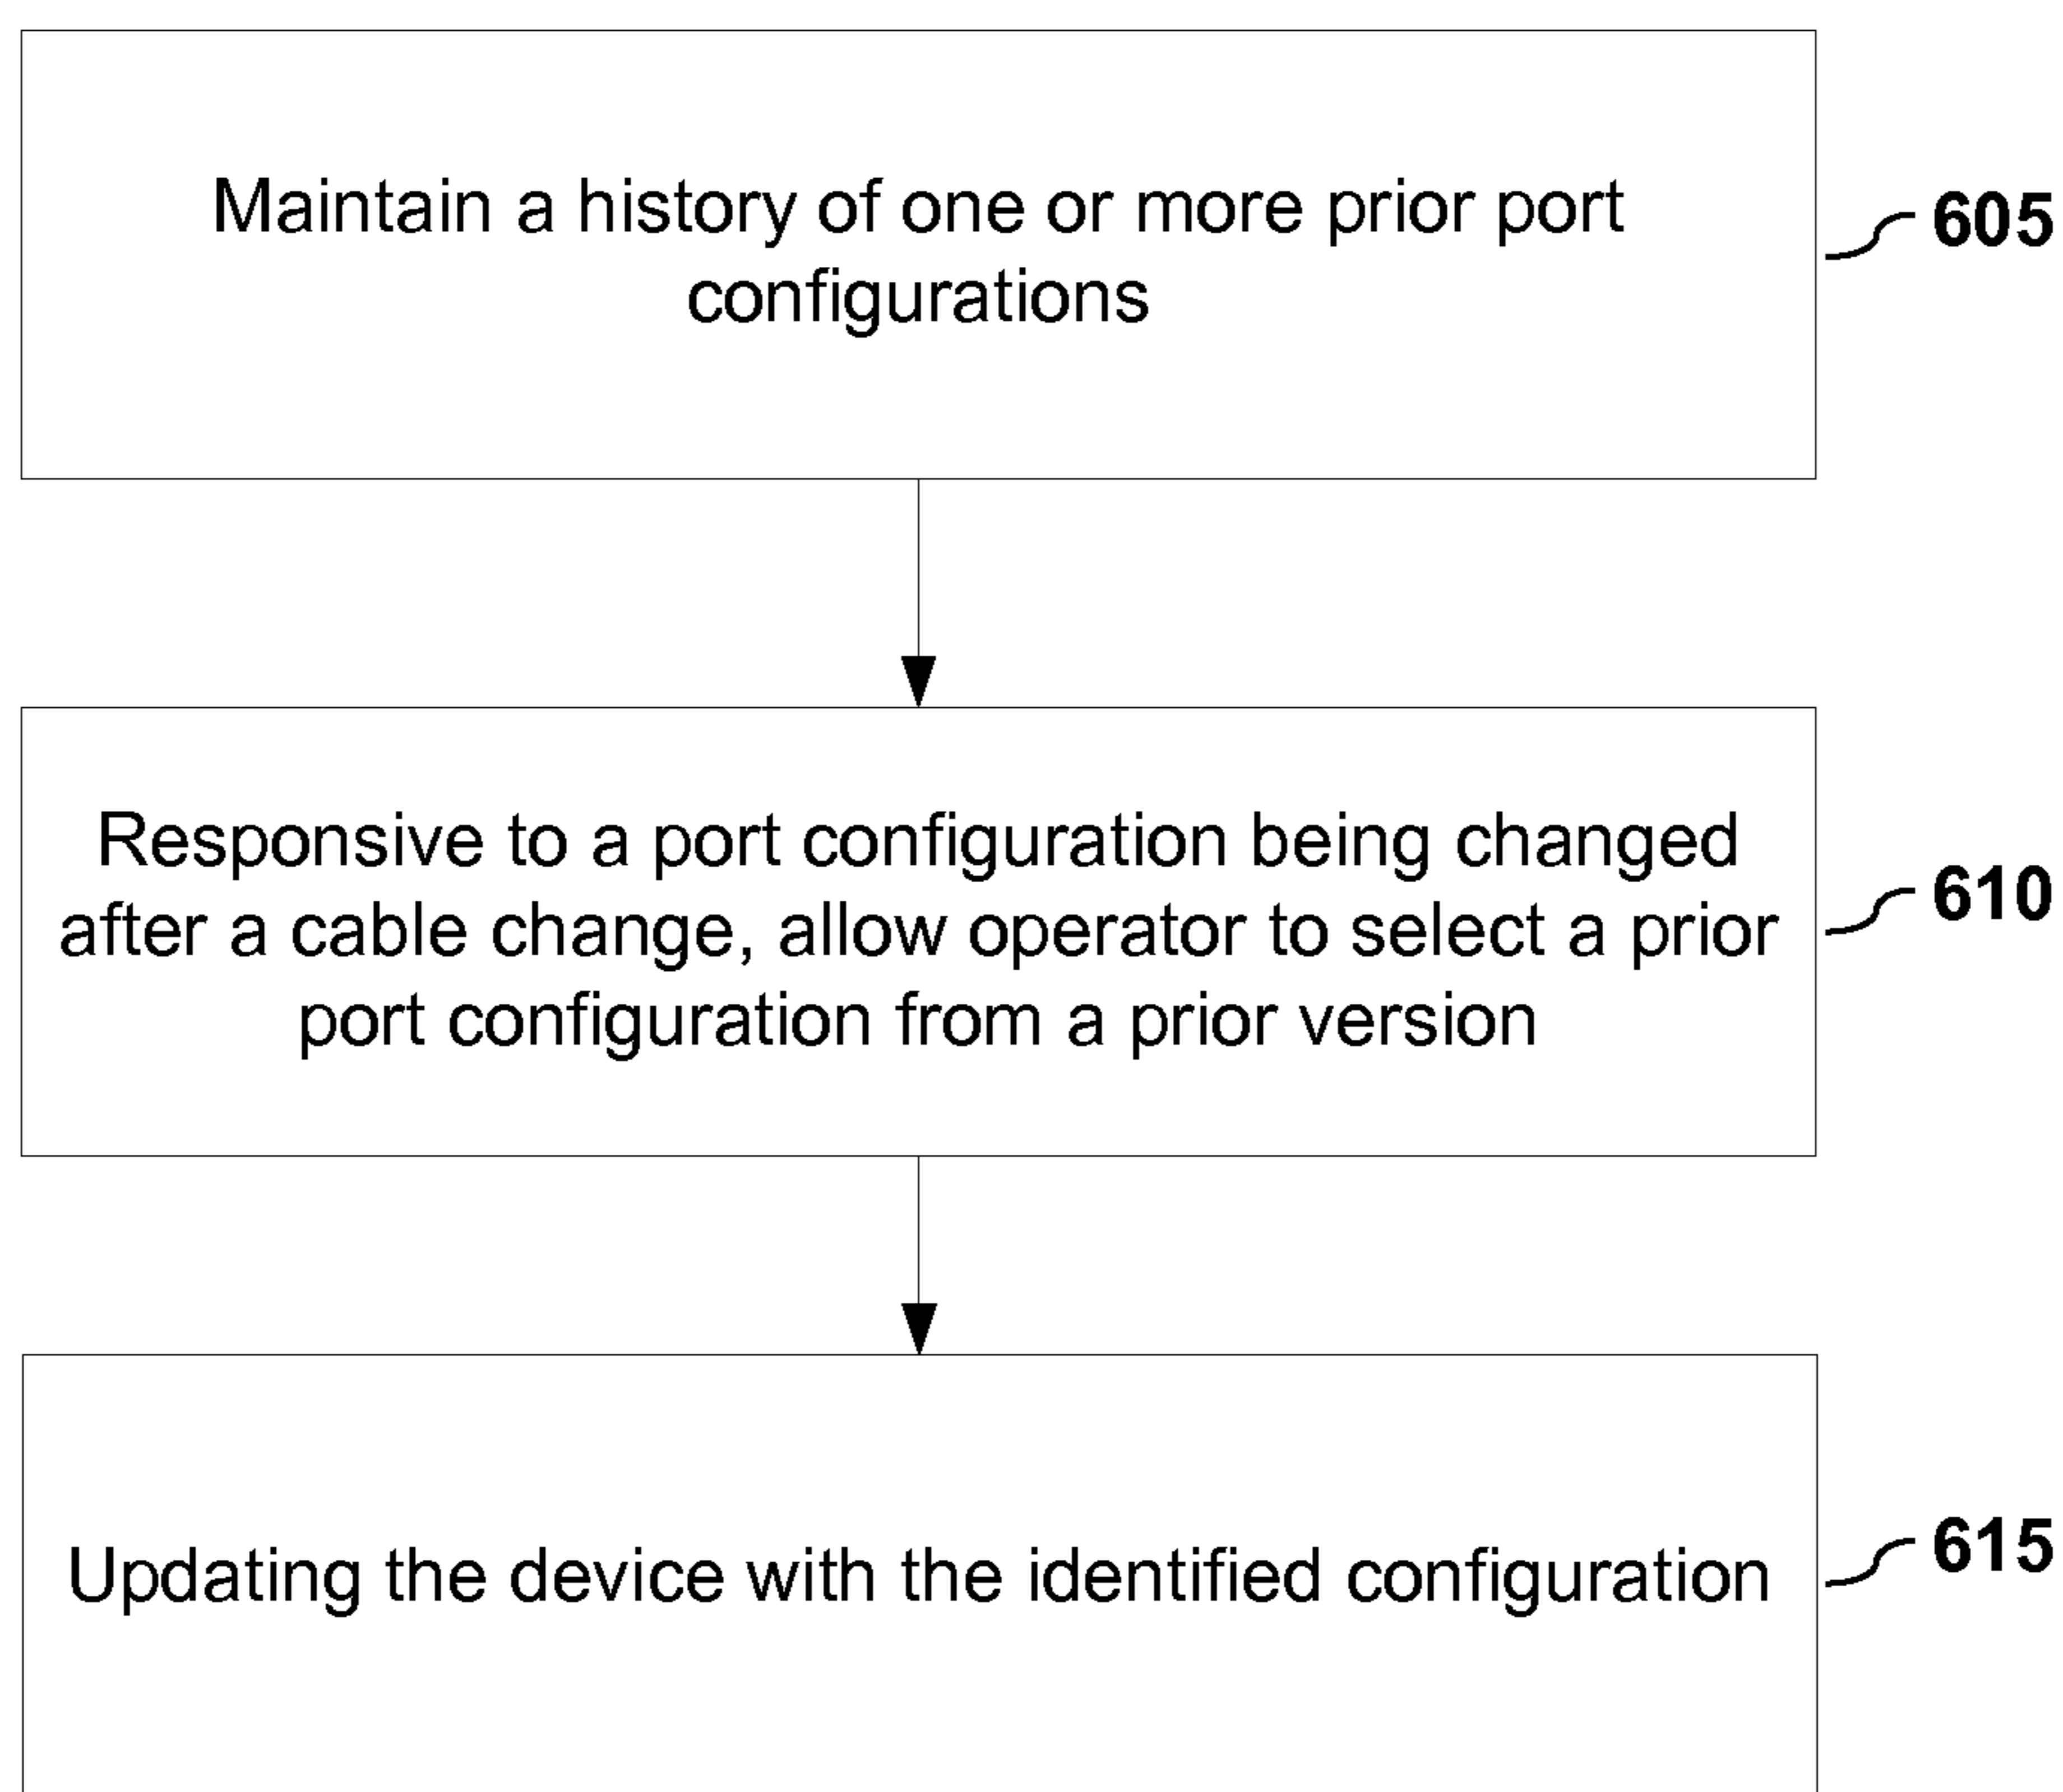 Maintain a history of one or more prior port
configurations
605
Responsive to a port configuration being changed
after a cable change, allow operator to select a prior
port configuration from a prior version
610
Updating the device with the identified configuration
615